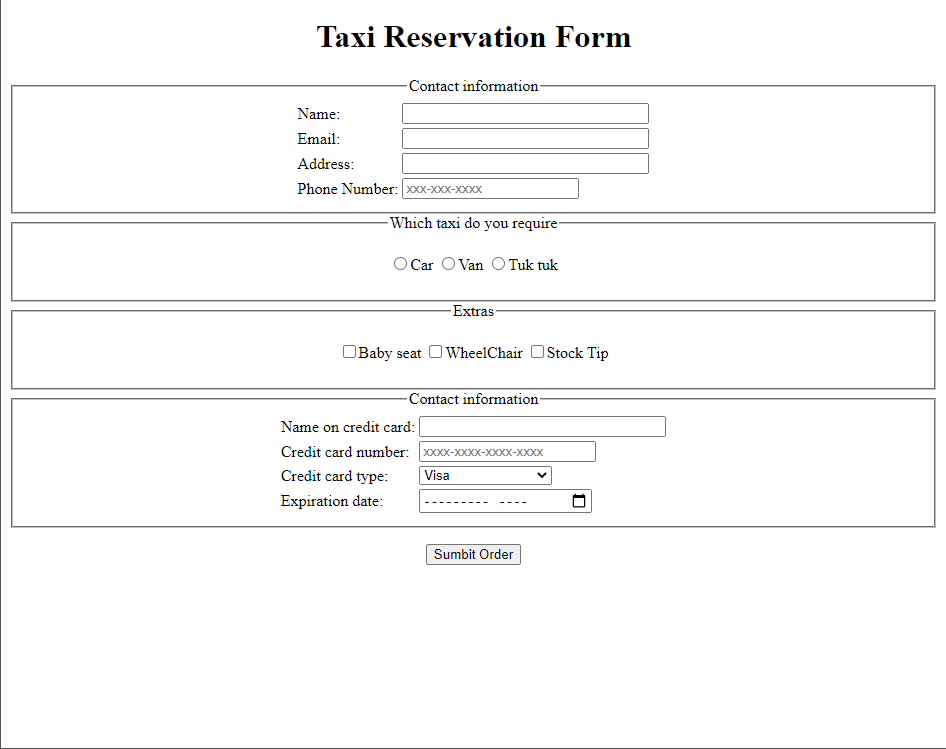 Taxi Reservation Form
Contact information
Name:
Email:
Address:
Phone Number: xxx-xxx-xxxx
Which taxi do you require
Car Van Tuk tuk
Extras
Baby seat WheelChair Stock Tip
Contact information
Name on credit card:
Credit card number: xxxx-xxxx-xxxx-xxxx
Credit card type: Visa
Expiration date: --------- ----
Sumbit Order